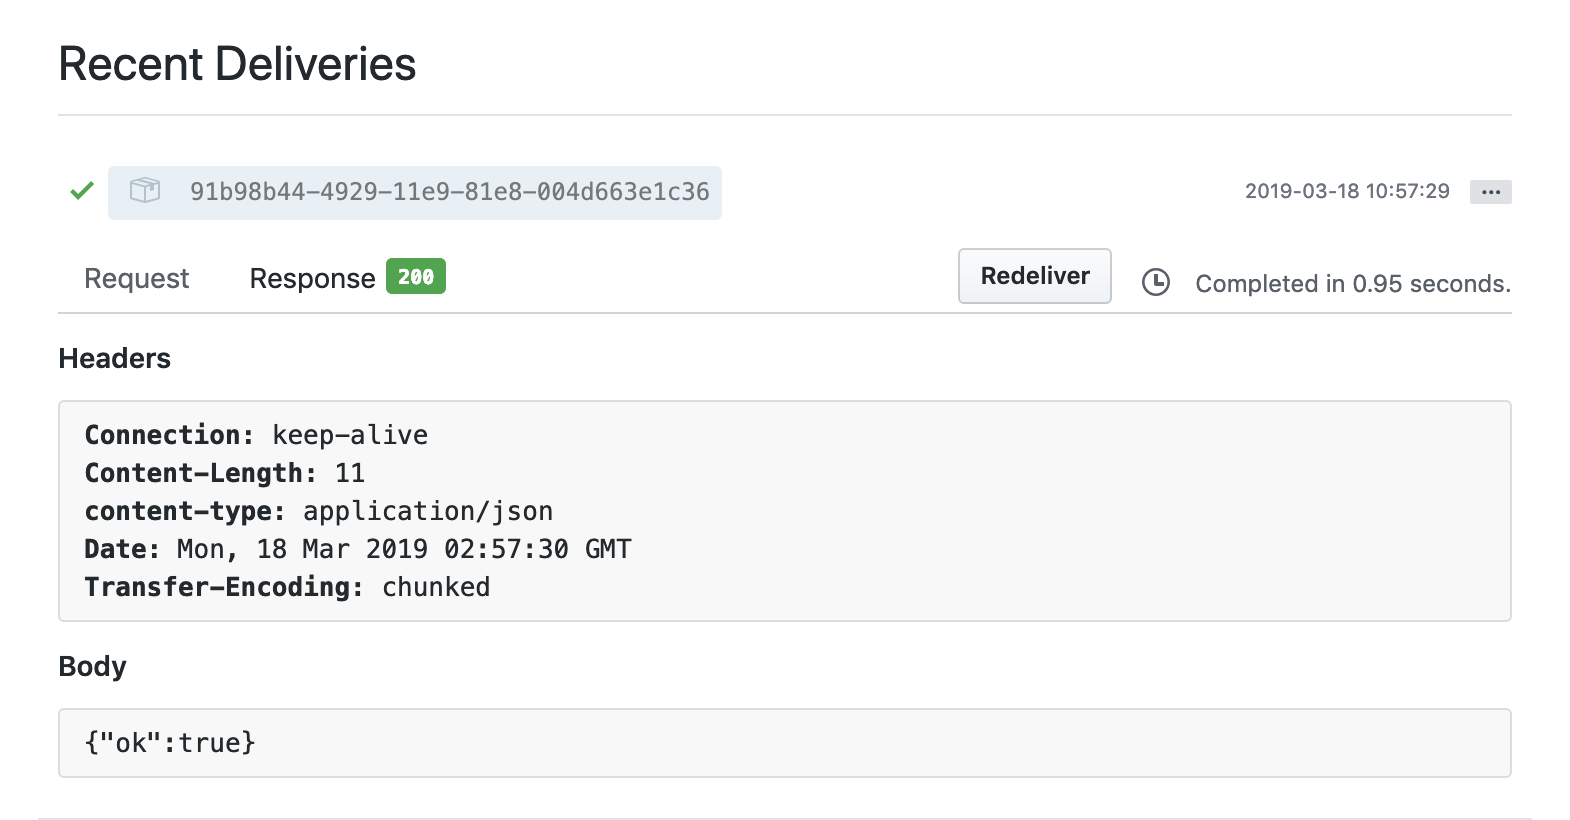 Recent Deliveries
91b98b44-4929-11e9-81e8-004d663e1c36 2019-03-18 10:57:29 ...
Request Response 200 Redeliver Completed in 0.95 seconds.
Headers
Connection: keep-alive
Content-Length: 11
content-type: application/json
Date: Mon, 18 Mar 2019 02:57:30 GMT
Transfer-Encoding: chunked
Body
{"ok":true}